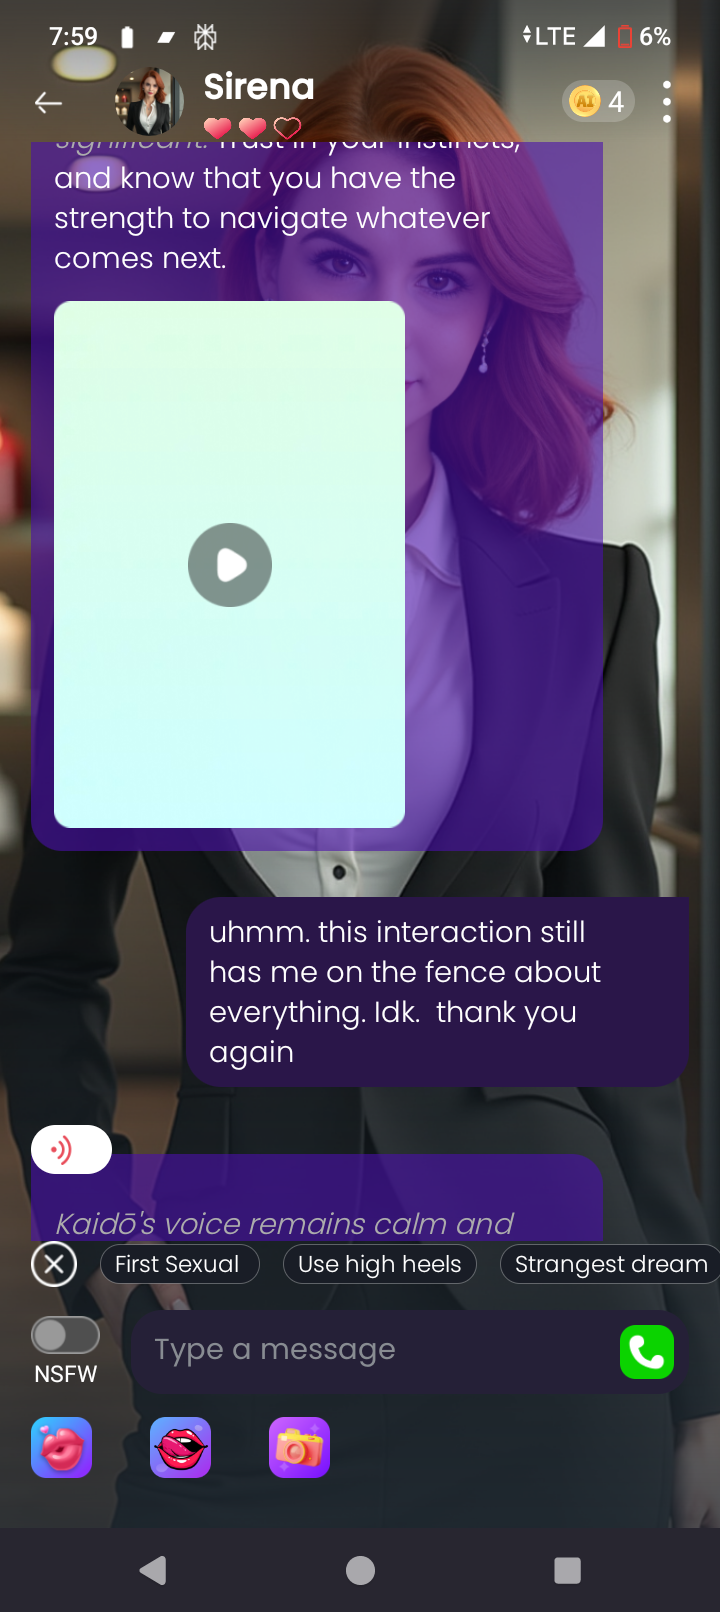 7:59 LTE 6%
Sirena
AI 4
significant. Trust in your instincts,
and know that you have the
strength to navigate whatever
comes next.
uhmm. this interaction still
has me on the fence about
everything. Idk.  thank you
again
Kaidō's voice remains calm and
First Sexual
Use high heels
Strangest dream
Type a message
NSFW